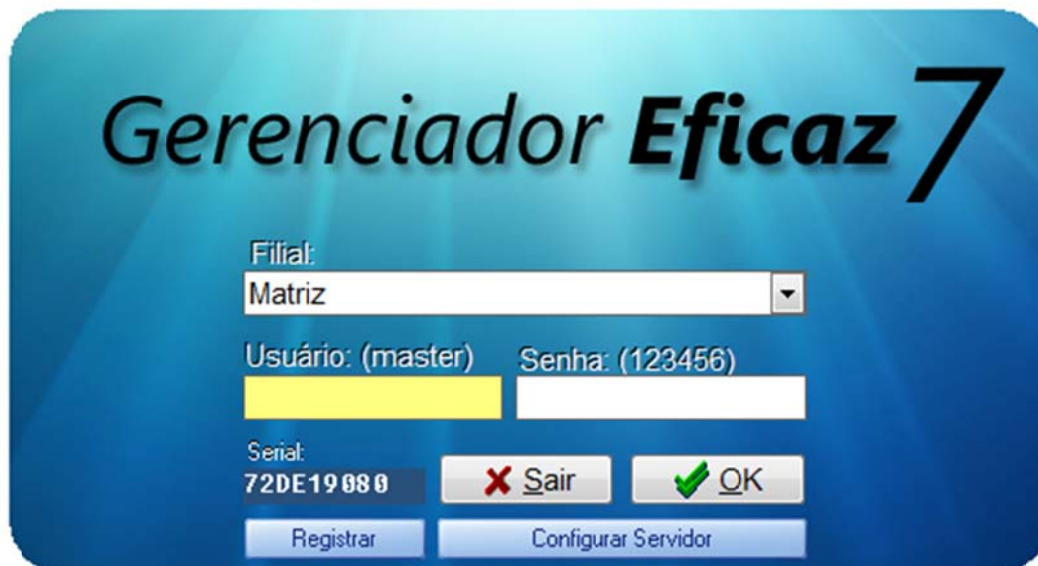 Gerenciador Eficaz 7
Filial:
Matriz
Usuário: (master) Senha: (123456)
Serial:
72DE19080
Sair OK
Registrar Configurar Servidor